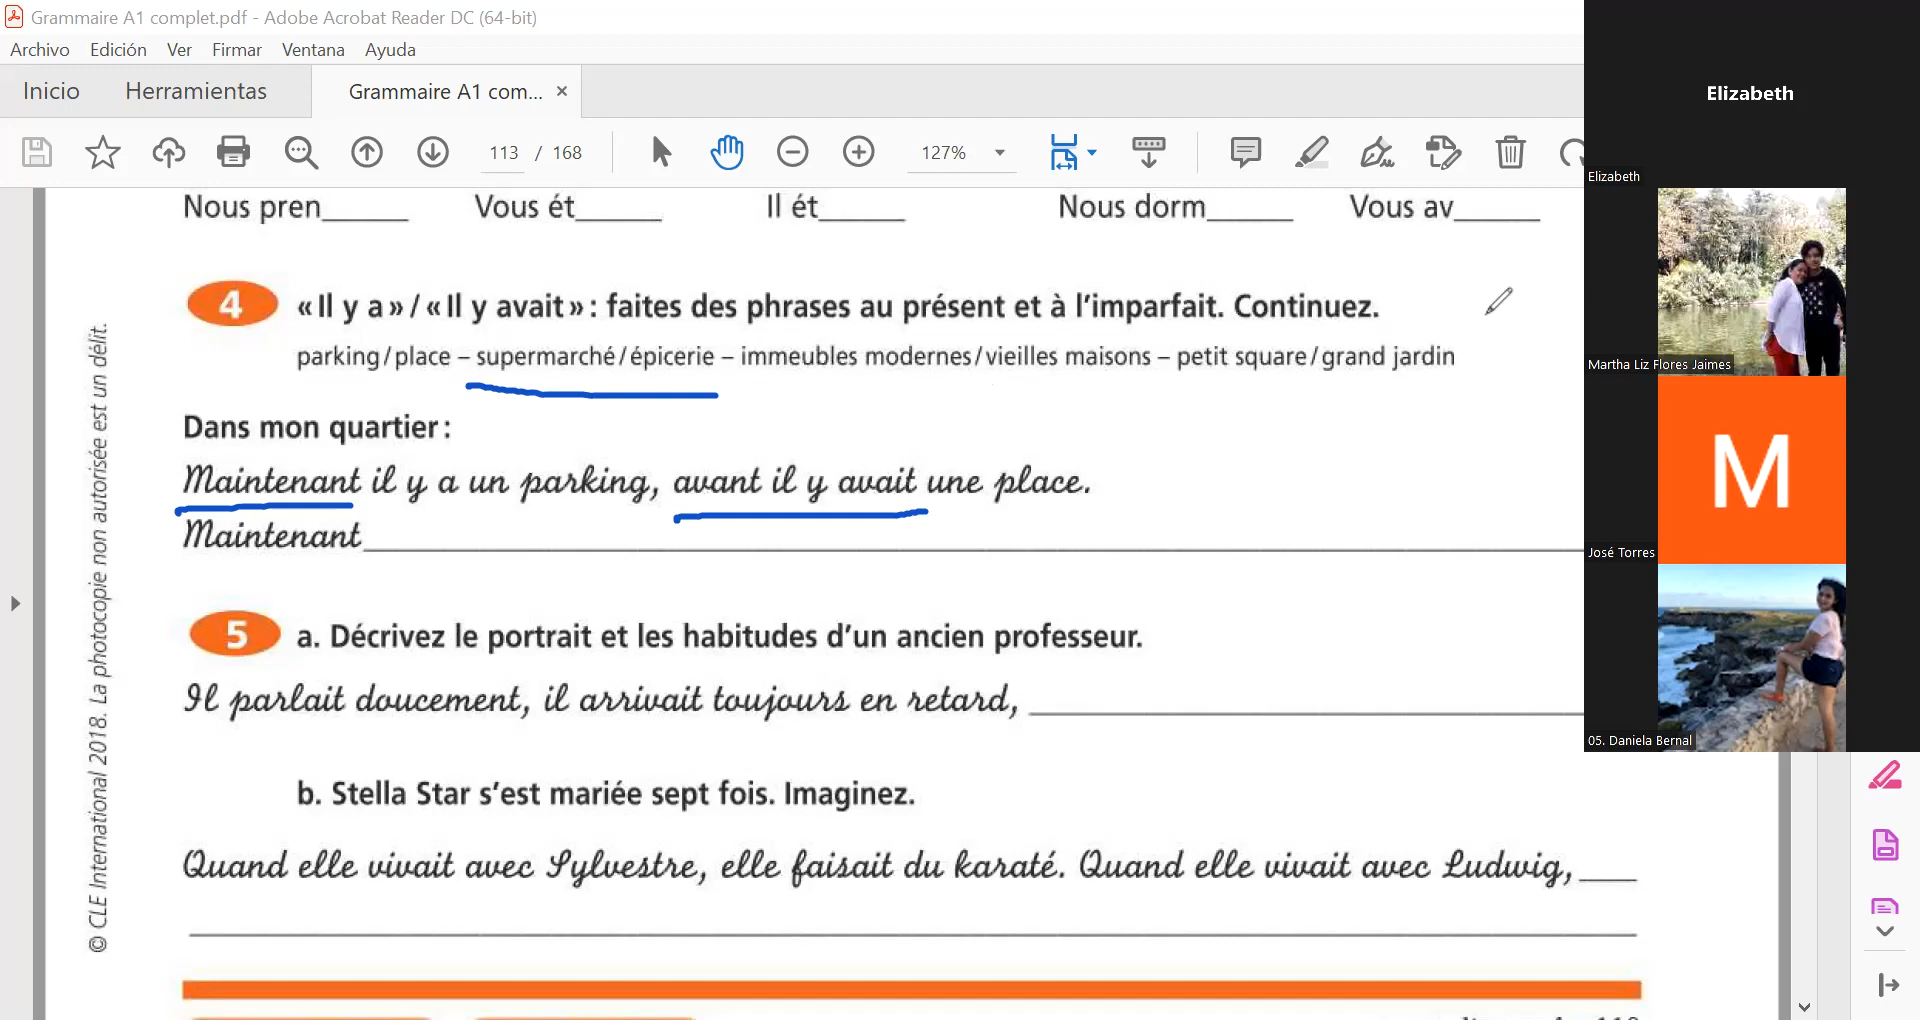 Grammaire A1 complet.pdf - Adobe Acrobat Reader DC (64-bit)
Archivo Edición Ver Firmar Ventana Ayuda
Inicio Herramientas Grammaire A1 com... ×
113 / 168 127%
Nous pren______ Vous ét______ Il ét______ Nous dorm______ Vous av______
4 « Il y a » / « Il y avait » : faites des phrases au présent et à l'imparfait. Continuez.
parking / place – supermarché / épicerie – immeubles modernes / vieilles maisons – petit square / grand jardin
Dans mon quartier :
Maintenant il y a un parking, avant il y avait une place.
Maintenant
5 a. Décrivez le portrait et les habitudes d'un ancien professeur.
Il parlait doucement, il arrivait toujours en retard,
b. Stella Star s'est mariée sept fois. Imaginez.
Quand elle vivait avec Sylvestre, elle faisait du karaté. Quand elle vivait avec Ludwig,
© CLE International 2018. La photocopie non autorisée est un délit.
Elizabeth
Elizabeth
Martha Liz Flores Jaimes
M
José Torres
05. Daniela Bernal